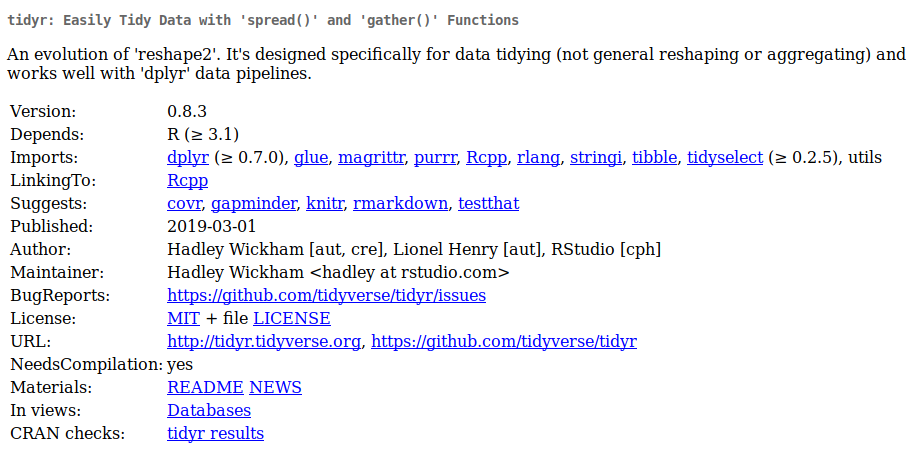 tidyr: Easily Tidy Data with 'spread()' and 'gather()' Functions
An evolution of 'reshape2'. It's designed specifically for data tidying (not general reshaping or aggregating) and
works well with 'dplyr' data pipelines.
Version: 0.8.3
Depends: R (≥ 3.1)
Imports: dplyr (≥ 0.7.0), glue, magrittr, purrr, Rcpp, rlang, stringi, tibble, tidyselect (≥ 0.2.5), utils
LinkingTo: Rcpp
Suggests: covr, gapminder, knitr, rmarkdown, testthat
Published: 2019-03-01
Author: Hadley Wickham [aut, cre], Lionel Henry [aut], RStudio [cph]
Maintainer: Hadley Wickham <hadley at rstudio.com>
BugReports: https://github.com/tidyverse/tidyr/issues
License: MIT + file LICENSE
URL: http://tidyr.tidyverse.org, https://github.com/tidyverse/tidyr
NeedsCompilation: yes
Materials: README NEWS
In views: Databases
CRAN checks: tidyr results